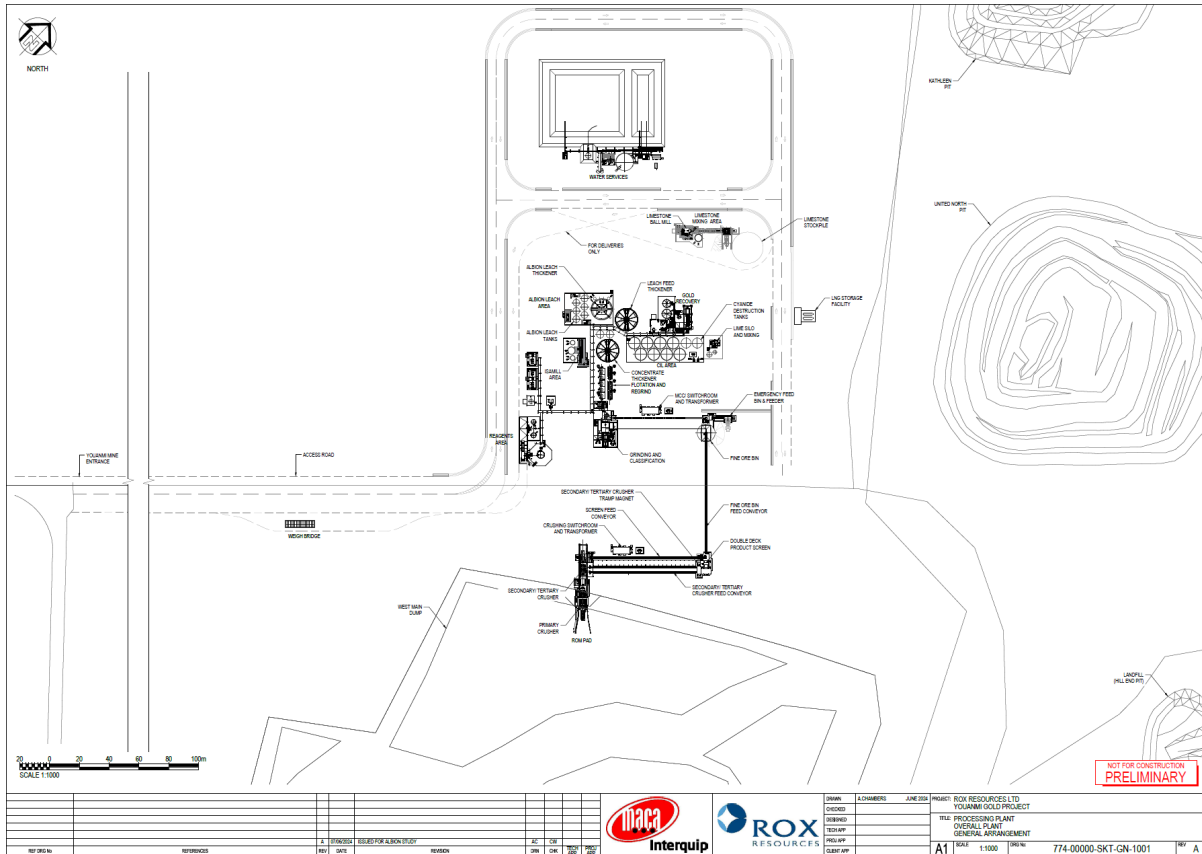 NORTH
KATHLEEN
PIT
WATER SERVICES
UNITED NORTH
PIT
LIMESTONE
BALL MILL
LIMESTONE
MIXING AREA
LIMESTONE
STOCKPILE
FOR DELIVERIES
ONLY
ALBION LEACH
THICKENER
LEACH FEED
THICKENER
ALBION LEACH
AREA
GOLD
RECOVERY
CYANIDE
DESTRUCTION
TANKS
LNG STORAGE
FACILITY
ALBION LEACH
TANKS
LIME SILO
AND MIXING
ISAMILL
AREA
CIL AREA
CONCENTRATE
THICKENER
FLOTATION AND
REGRIND
MCC/ SWITCHROOM
AND TRANSFORMER
EMERGENCY FEED
BIN & FEEDER
REAGENTS
AREA
GRINDING AND
CLASSIFICATION
FINE ORE BIN
YOUANMI MINE
ENTRANCE
ACCESS ROAD
SECONDARY/ TERTIARY CRUSHER
TRAMP MAGNET
SCREEN FEED
CONVEYOR
FINE ORE BIN
FEED CONVEYOR
CRUSHING SWITCHROOM
AND TRANSFORMER
WEIGH BRIDGE
DOUBLE DECK
PRODUCT SCREEN
SECONDARY/ TERTIARY
CRUSHER
SECONDARY/ TERTIARY
CRUSHER FEED CONVEYOR
WEST MAIN
DUMP
PRIMARY
CRUSHER
ROM PAD
LANDFILL
(HILL END PIT)
20 0 20 40 60 80 100m
SCALE 1:1000
NOT FOR CONSTRUCTION
PRELIMINARY
A 07/06/2024 ISSUED FOR ALBION STUDY AC CW
REF DRG No REFERENCES REV DATE REVISION DRN CHK TECH APP PROJ APP
maca
Interquip
ROX
RESOURCES
DRAWN A.CHAMBERS JUNE 2024
CHECKED
DESIGNED
TECH APP
PROJ APP
CLIENT APP
PROJECT: ROX RESOURCES LTD
YOUANMI GOLD PROJECT
TITLE: PROCESSING PLANT
OVERALL PLANT
GENERAL ARRANGEMENT
A1 SCALE 1:1000 DRG No 774-00000-SKT-GN-1001 REV A